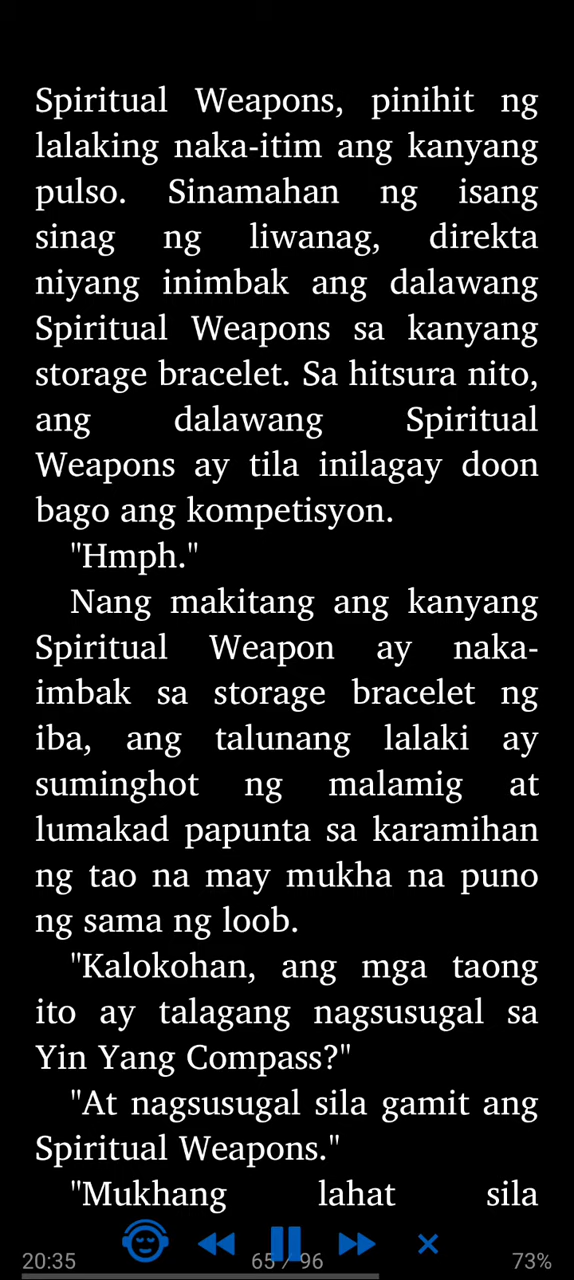 Spiritual Weapons, pinihit ng
lalaking naka-itim ang kanyang
pulso. Sinamahan ng isang
sinag ng liwanag, direkta
niyang inimbak ang dalawang
Spiritual Weapons sa kanyang
storage bracelet. Sa hitsura nito,
ang dalawang Spiritual
Weapons ay tila inilagay doon
bago ang kompetisyon.
"Hmph."
Nang makitang ang kanyang
Spiritual Weapon ay naka-
imbak sa storage bracelet ng
iba, ang talunang lalaki ay
suminghot ng malamig at
lumakad papunta sa karamihan
ng tao na may mukha na puno
ng sama ng loob.
"Kalokohan, ang mga taong
ito ay talagang nagsusugal sa
Yin Yang Compass?"
"At nagsusugal sila gamit ang
Spiritual Weapons."
"Mukhang lahat sila
20:35 65 / 96 73%